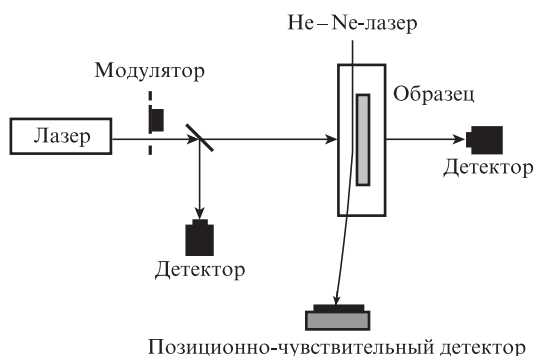 He–Ne-лазер
Модулятор
Образец
Лазер
Детектор
Детектор
Позиционно-чувствительный детектор